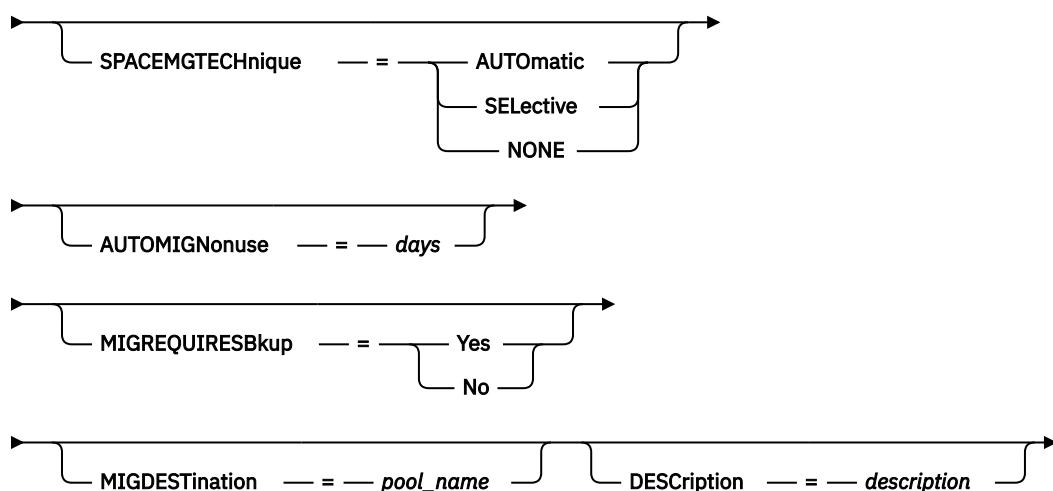 SPACEMGTECHnique = AUTOmatic
SELective
NONE
AUTOMIGNonuse = days
MIGREQUIRESBkup = Yes
No
MIGDESTination = pool_name DESCription = description